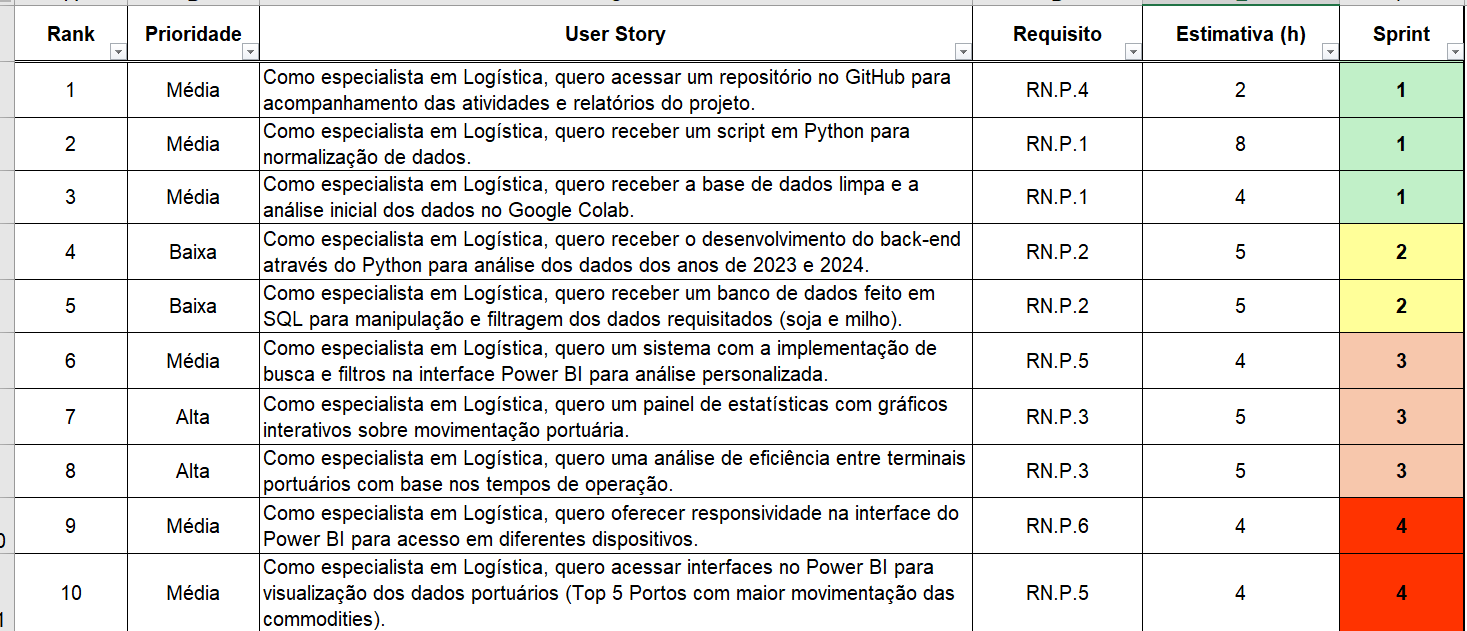 Rank Prioridade User Story Requisito Estimativa (h) Sprint
1 Média Como especialista em Logística, quero acessar um repositório no GitHub para
acompanhamento das atividades e relatórios do projeto. RN.P.4 2 1
2 Média Como especialista em Logística, quero receber um script em Python para
normalização de dados. RN.P.1 8 1
3 Média Como especialista em Logística, quero receber a base de dados limpa e a
análise inicial dos dados no Google Colab. RN.P.1 4 1
4 Baixa Como especialista em Logística, quero receber o desenvolvimento do back-end
através do Python para análise dos dados dos anos de 2023 e 2024. RN.P.2 5 2
5 Baixa Como especialista em Logística, quero receber um banco de dados feito em
SQL para manipulação e filtragem dos dados requisitados (soja e milho). RN.P.2 5 2
6 Média Como especialista em Logística, quero um sistema com a implementação de
busca e filtros na interface Power BI para análise personalizada. RN.P.5 4 3
7 Alta Como especialista em Logística, quero um painel de estatísticas com gráficos
interativos sobre movimentação portuária. RN.P.3 5 3
8 Alta Como especialista em Logística, quero uma análise de eficiência entre terminais
portuários com base nos tempos de operação. RN.P.3 5 3
9 Média Como especialista em Logística, quero oferecer responsividade na interface do
Power BI para acesso em diferentes dispositivos. RN.P.6 4 4
10 Média Como especialista em Logística, quero acessar interfaces no Power BI para
visualização dos dados portuários (Top 5 Portos com maior movimentação das
commodities). RN.P.5 4 4